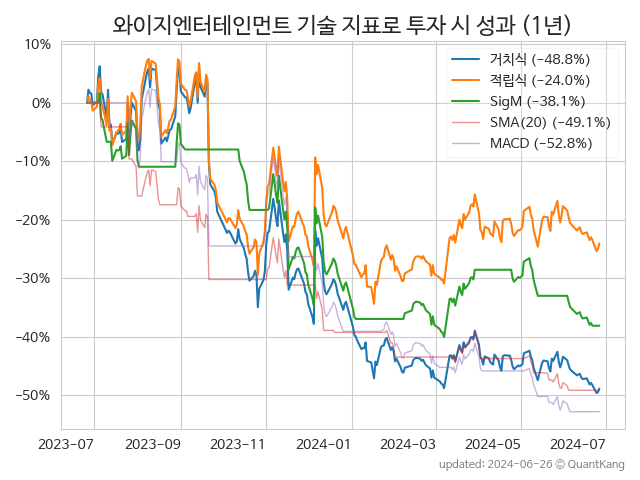 와이지엔터테인먼트 기술 지표로 투자 시 성과 (1년)
10%
0%
−10%
−20%
−30%
−40%
−50%
거치식 (−48.8%)
적립식 (−24.0%)
SigM (−38.1%)
SMA(20) (−49.1%)
MACD (−52.8%)
2023-07
2023-09
2023-11
2024-01
2024-03
2024-05
2024-07
updated: 2024-06-26 ⓒ QuantKang